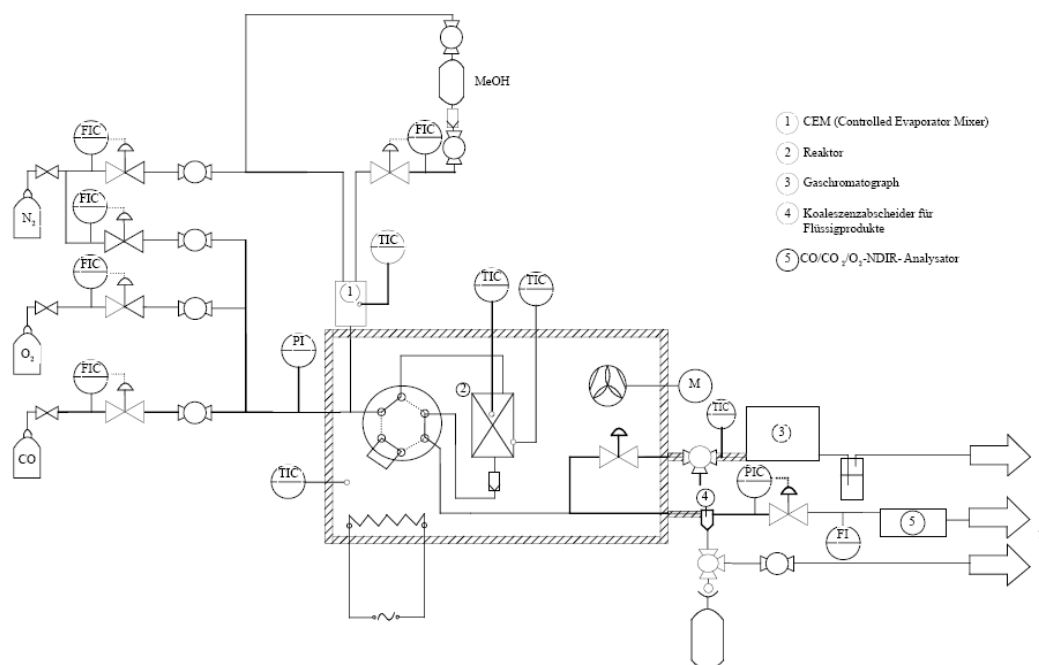 MeOH
FIC
FIC
1 CEM (Controlled Evaporator Mixer)
2 Reaktor
3 Gaschromatograph
4 Koaleszenzabscheider für
Flüssigprodukte
5 CO/CO2/O2-NDIR- Analysator
N2
FIC
TIC
FIC
1
TIC
TIC
O2
PI
FIC
2
M
TIC
3
CO
TIC
4
PIC
5
FI